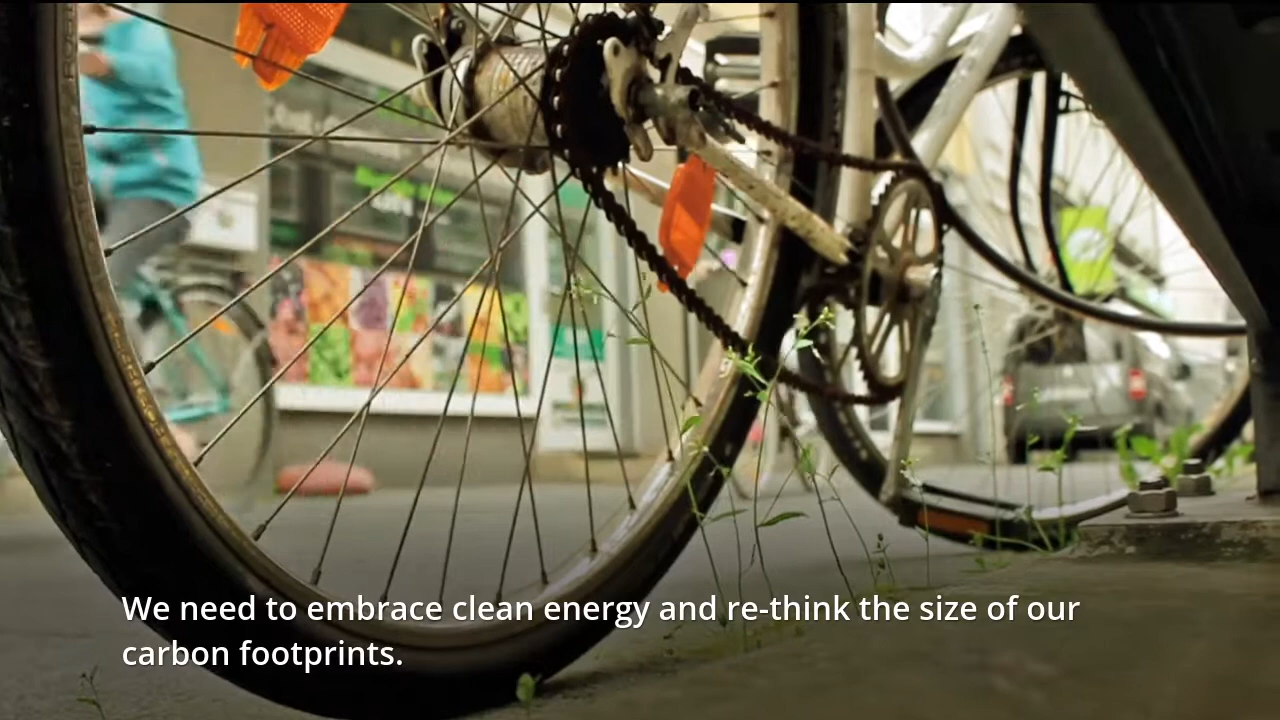 We need to embrace clean energy and re-think the size of our
carbon footprints.